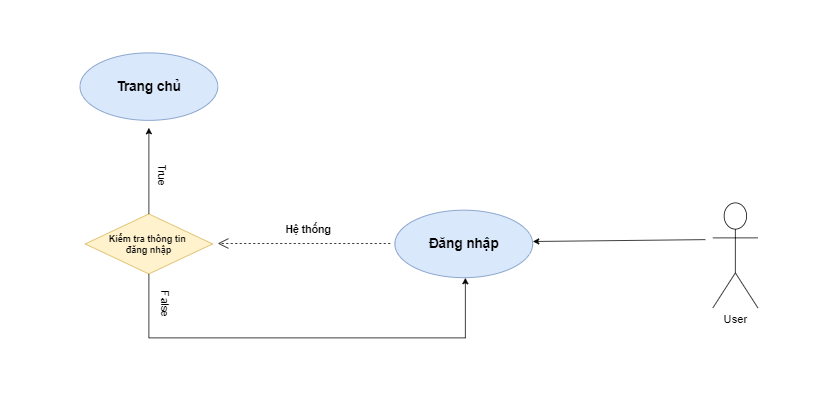 Trang chủ
True
Hệ thống
Kiểm tra thông tin
đăng nhập
Đăng nhập
False
User